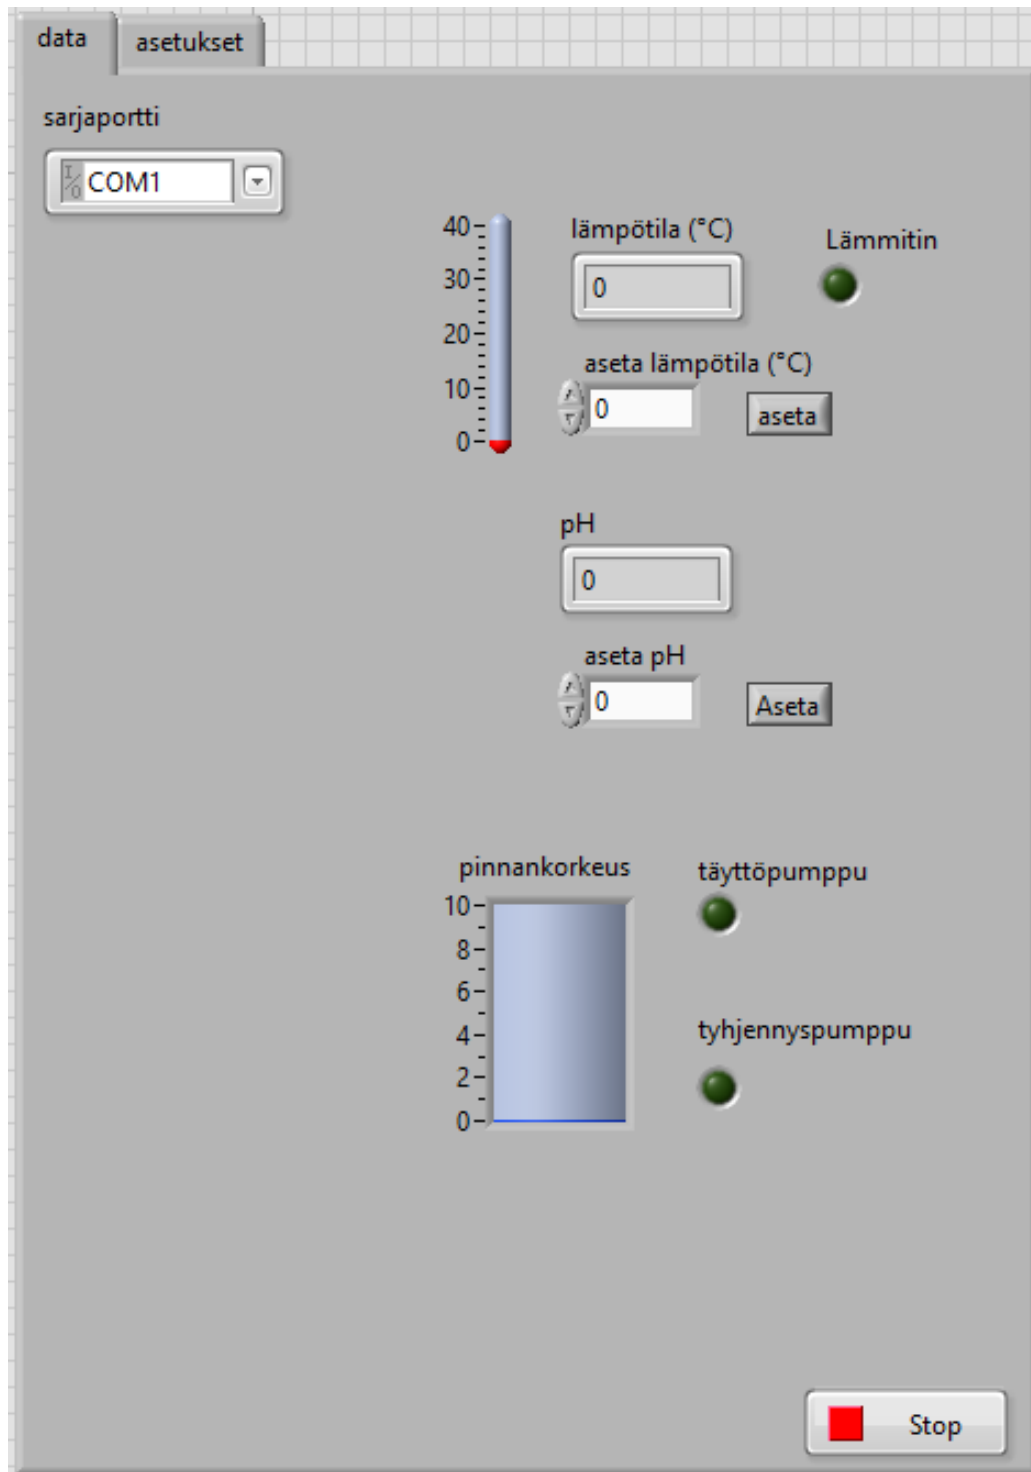 data
asetukset
sarjaportti
I/O COM1
40
30
20
10
0
lämpötila (°C)
0
Lämmitin
aseta lämpötila (°C)
0
aseta
pH
0
aseta pH
0
Aseta
pinnankorkeus
10
8
6
4
2
0
täyttöpumppu
tyhjennyspumppu
Stop